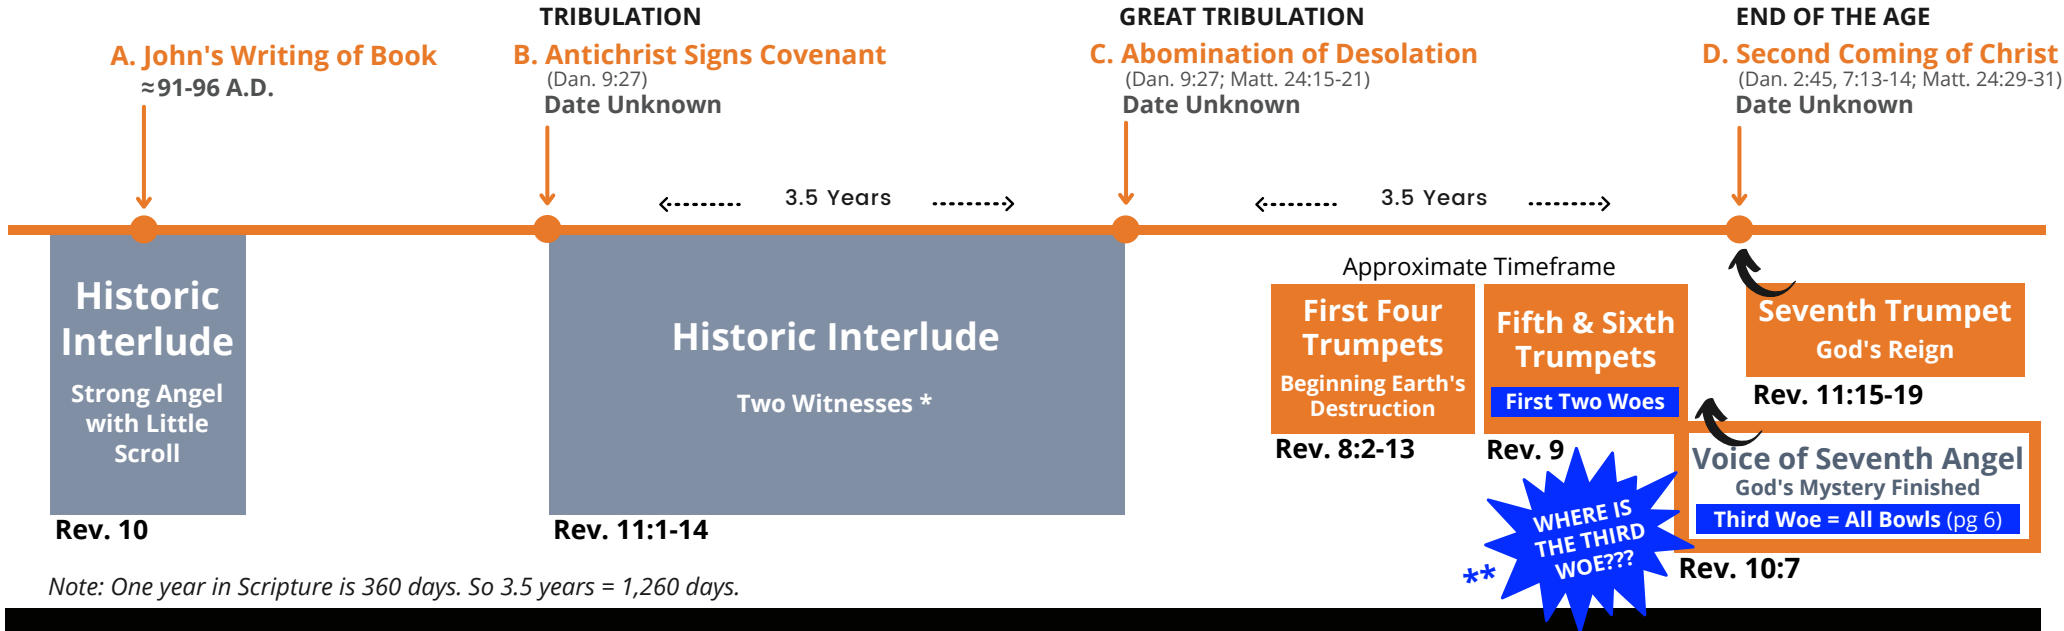 TRIBULATION
GREAT TRIBULATION
END OF THE AGE
A. John's Writing of Book
≈91-96 A.D.
B. Antichrist Signs Covenant
(Dan. 9:27)
Date Unknown
C. Abomination of Desolation
(Dan. 9:27; Matt. 24:15-21)
Date Unknown
D. Second Coming of Christ
(Dan. 2:45, 7:13-14; Matt. 24:29-31)
Date Unknown
3.5 Years
3.5 Years
Historic
Interlude
Strong Angel
with Little
Scroll
Rev. 10
Historic Interlude
Two Witnesses *
Rev. 11:1-14
Approximate Timeframe
First Four
Trumpets
Beginning Earth's
Destruction
Rev. 8:2-13
Fifth & Sixth
Trumpets
First Two Woes
Rev. 9
Seventh Trumpet
God's Reign
Rev. 11:15-19
Voice of Seventh Angel
God's Mystery Finished
Third Woe = All Bowls (pg 6)
Rev. 10:7
WHERE IS
THE THIRD
WOE???
**
Note: One year in Scripture is 360 days. So 3.5 years = 1,260 days.